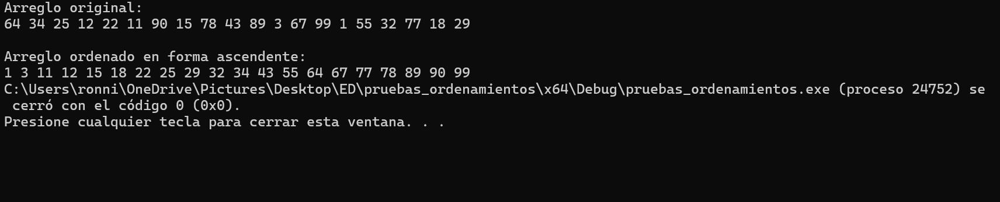 Arreglo original:
64 34 25 12 22 11 90 15 78 43 89 3 67 99 1 55 32 77 18 29
Arreglo ordenado en forma ascendente:
1 3 11 12 15 18 22 25 29 32 34 43 55 64 67 77 78 89 90 99
C:\Users\ronni\OneDrive\Pictures\Desktop\ED\pruebas_ordenamientos\x64\Debug\pruebas_ordenamientos.exe (proceso 24752) se
cerró con el código 0 (0x0).
Presione cualquier tecla para cerrar esta ventana. . .